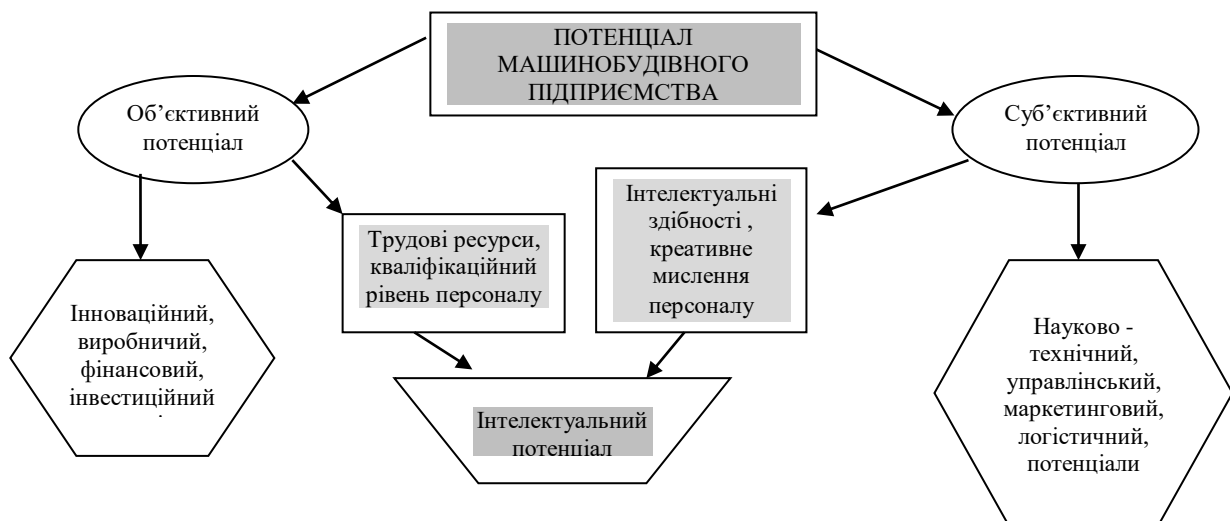 ПОТЕНЦІАЛ
МАШИНОБУДІВНОГО
ПІДПРИЄМСТВА
Об’єктивний
потенціал
Суб’єктивний
потенціал
Трудові ресурси,
кваліфікаційний
рівень персоналу
Інтелектуальні
здібності ,
креативне
мислення
персоналу
Інноваційний,
виробничий,
фінансовий,
інвестиційний
Науково -
технічний,
управлінський,
маркетинговий,
логістичний,
потенціали
Інтелектуальний
потенціал